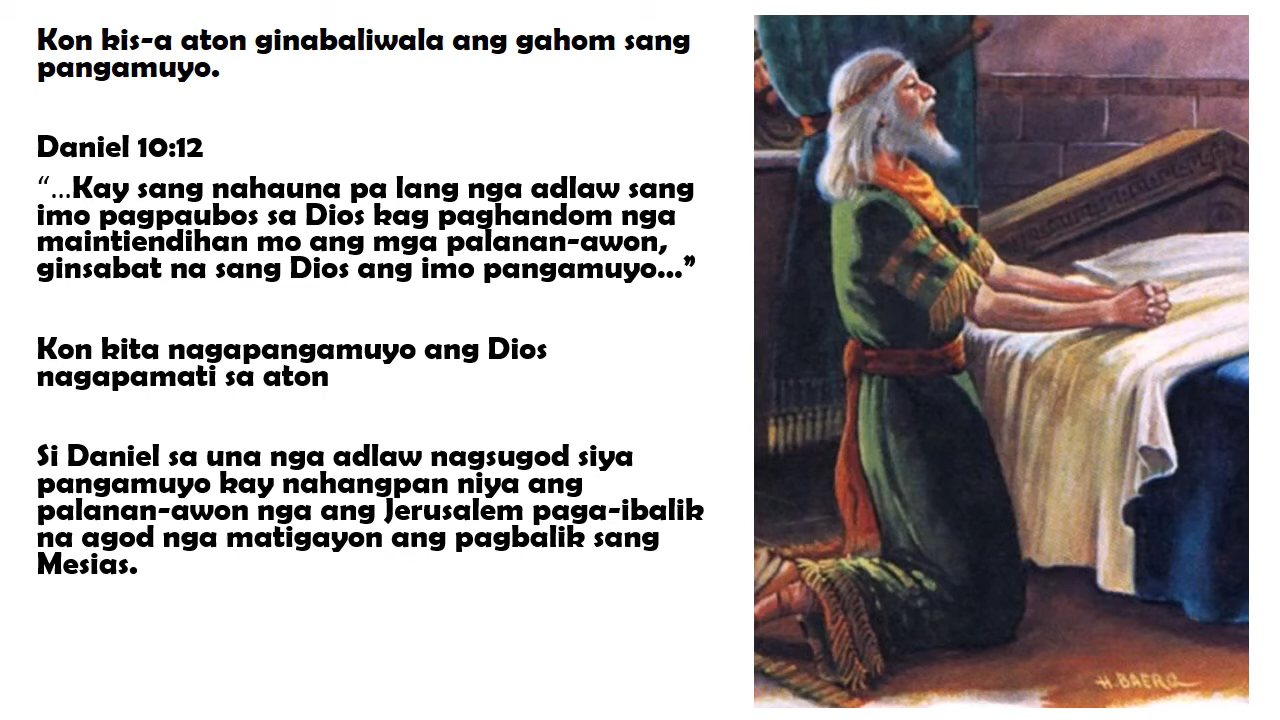 Kon kis-a aton ginabaliwala ang gahom sang
pangamuyo.
Daniel 10:12
“...Kay sang nahauna pa lang nga adlaw sang
imo pagpaubos sa Dios kag paghandom nga
maintiendihan mo ang mga palanan-awon,
ginsabat na sang Dios ang imo pangamuyo...”
Kon kita nagapangamuyo ang Dios
nagapamati sa aton
Si Daniel sa una nga adlaw nagsugod siya
pangamuyo kay nahangpan niya ang
palanan-awon nga ang Jerusalem paga-ibalik
na agod nga matigayon ang pagbalik sang
Mesias.
H. BAERG